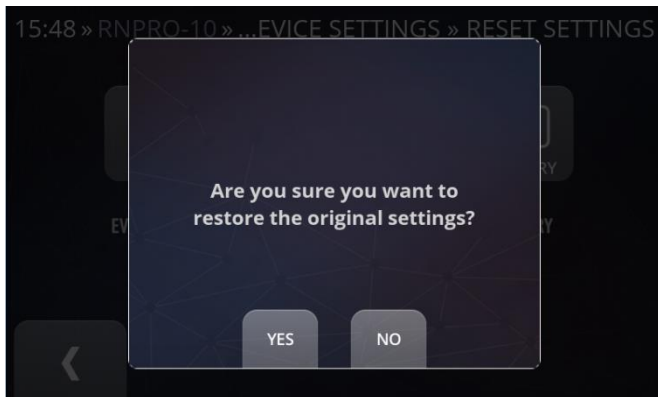 15:48 » RNPRO-10 » ...EVICE SETTINGS » RESET SETTINGS
Are you sure you want to
restore the original settings?
YES
NO